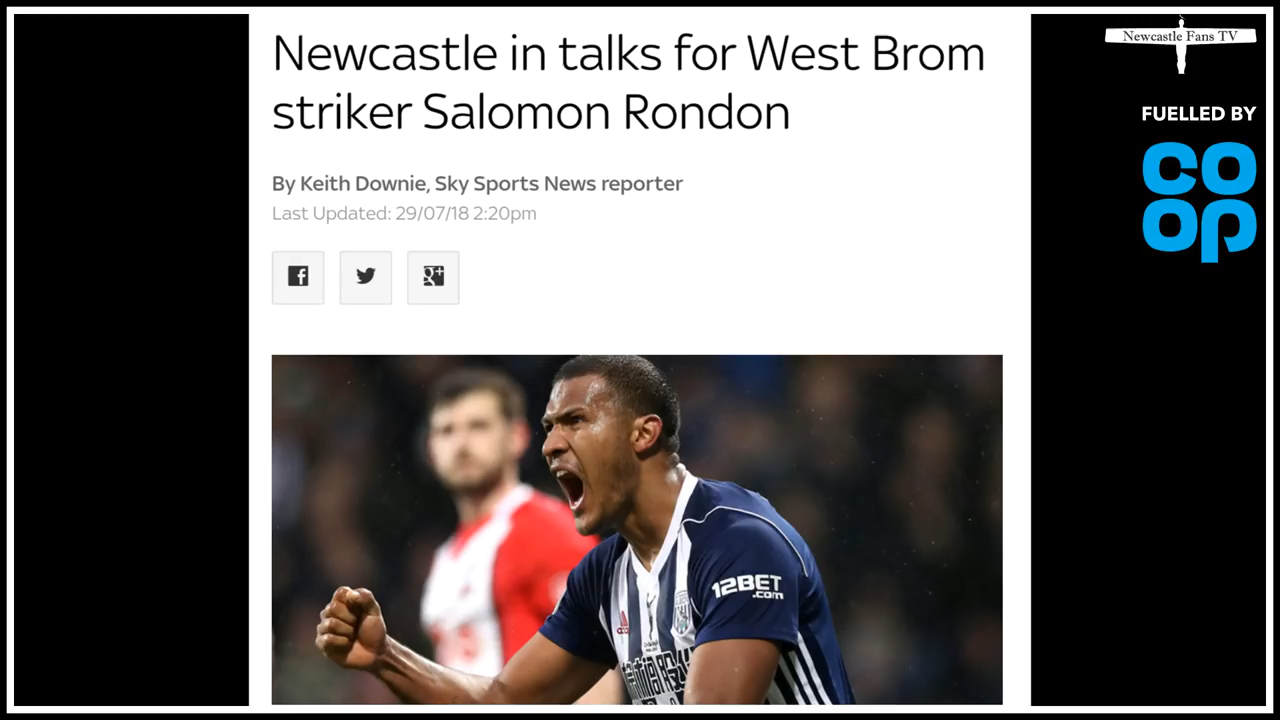 Newcastle in talks for West Brom
striker Salomon Rondon
By Keith Downie, Sky Sports News reporter
Last Updated: 29/07/18 2:20pm
Newcastle Fans TV
FUELLED BY
CO
OP
12BET
.com